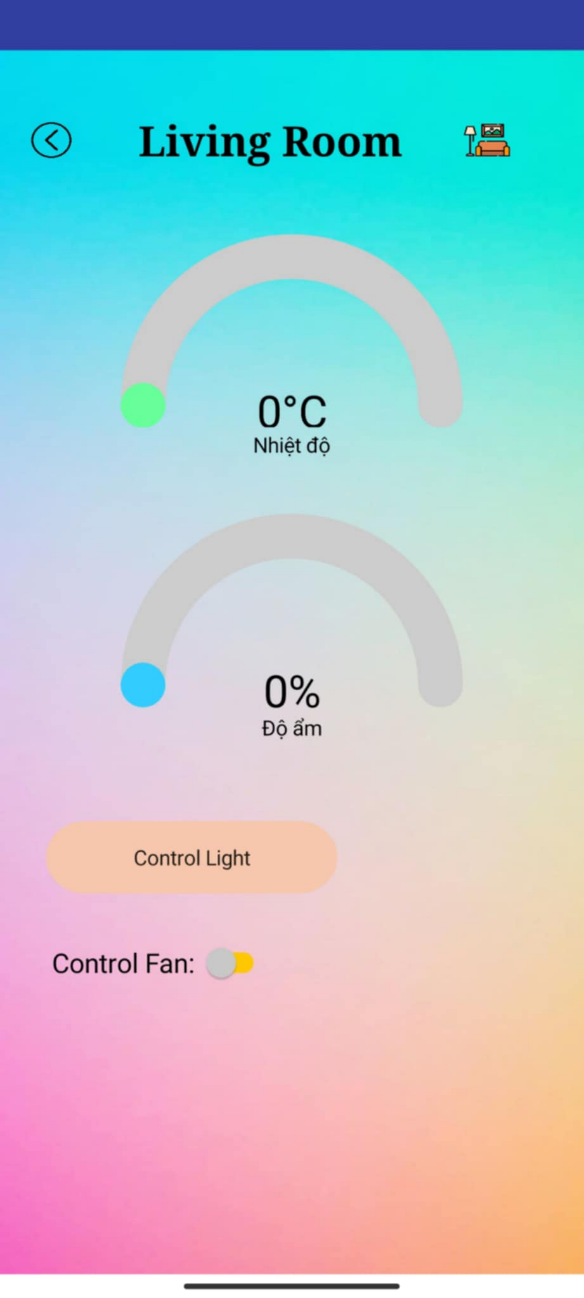 Living Room
0°C
Nhiệt độ
0%
Độ ẩm
Control Light
Control Fan: